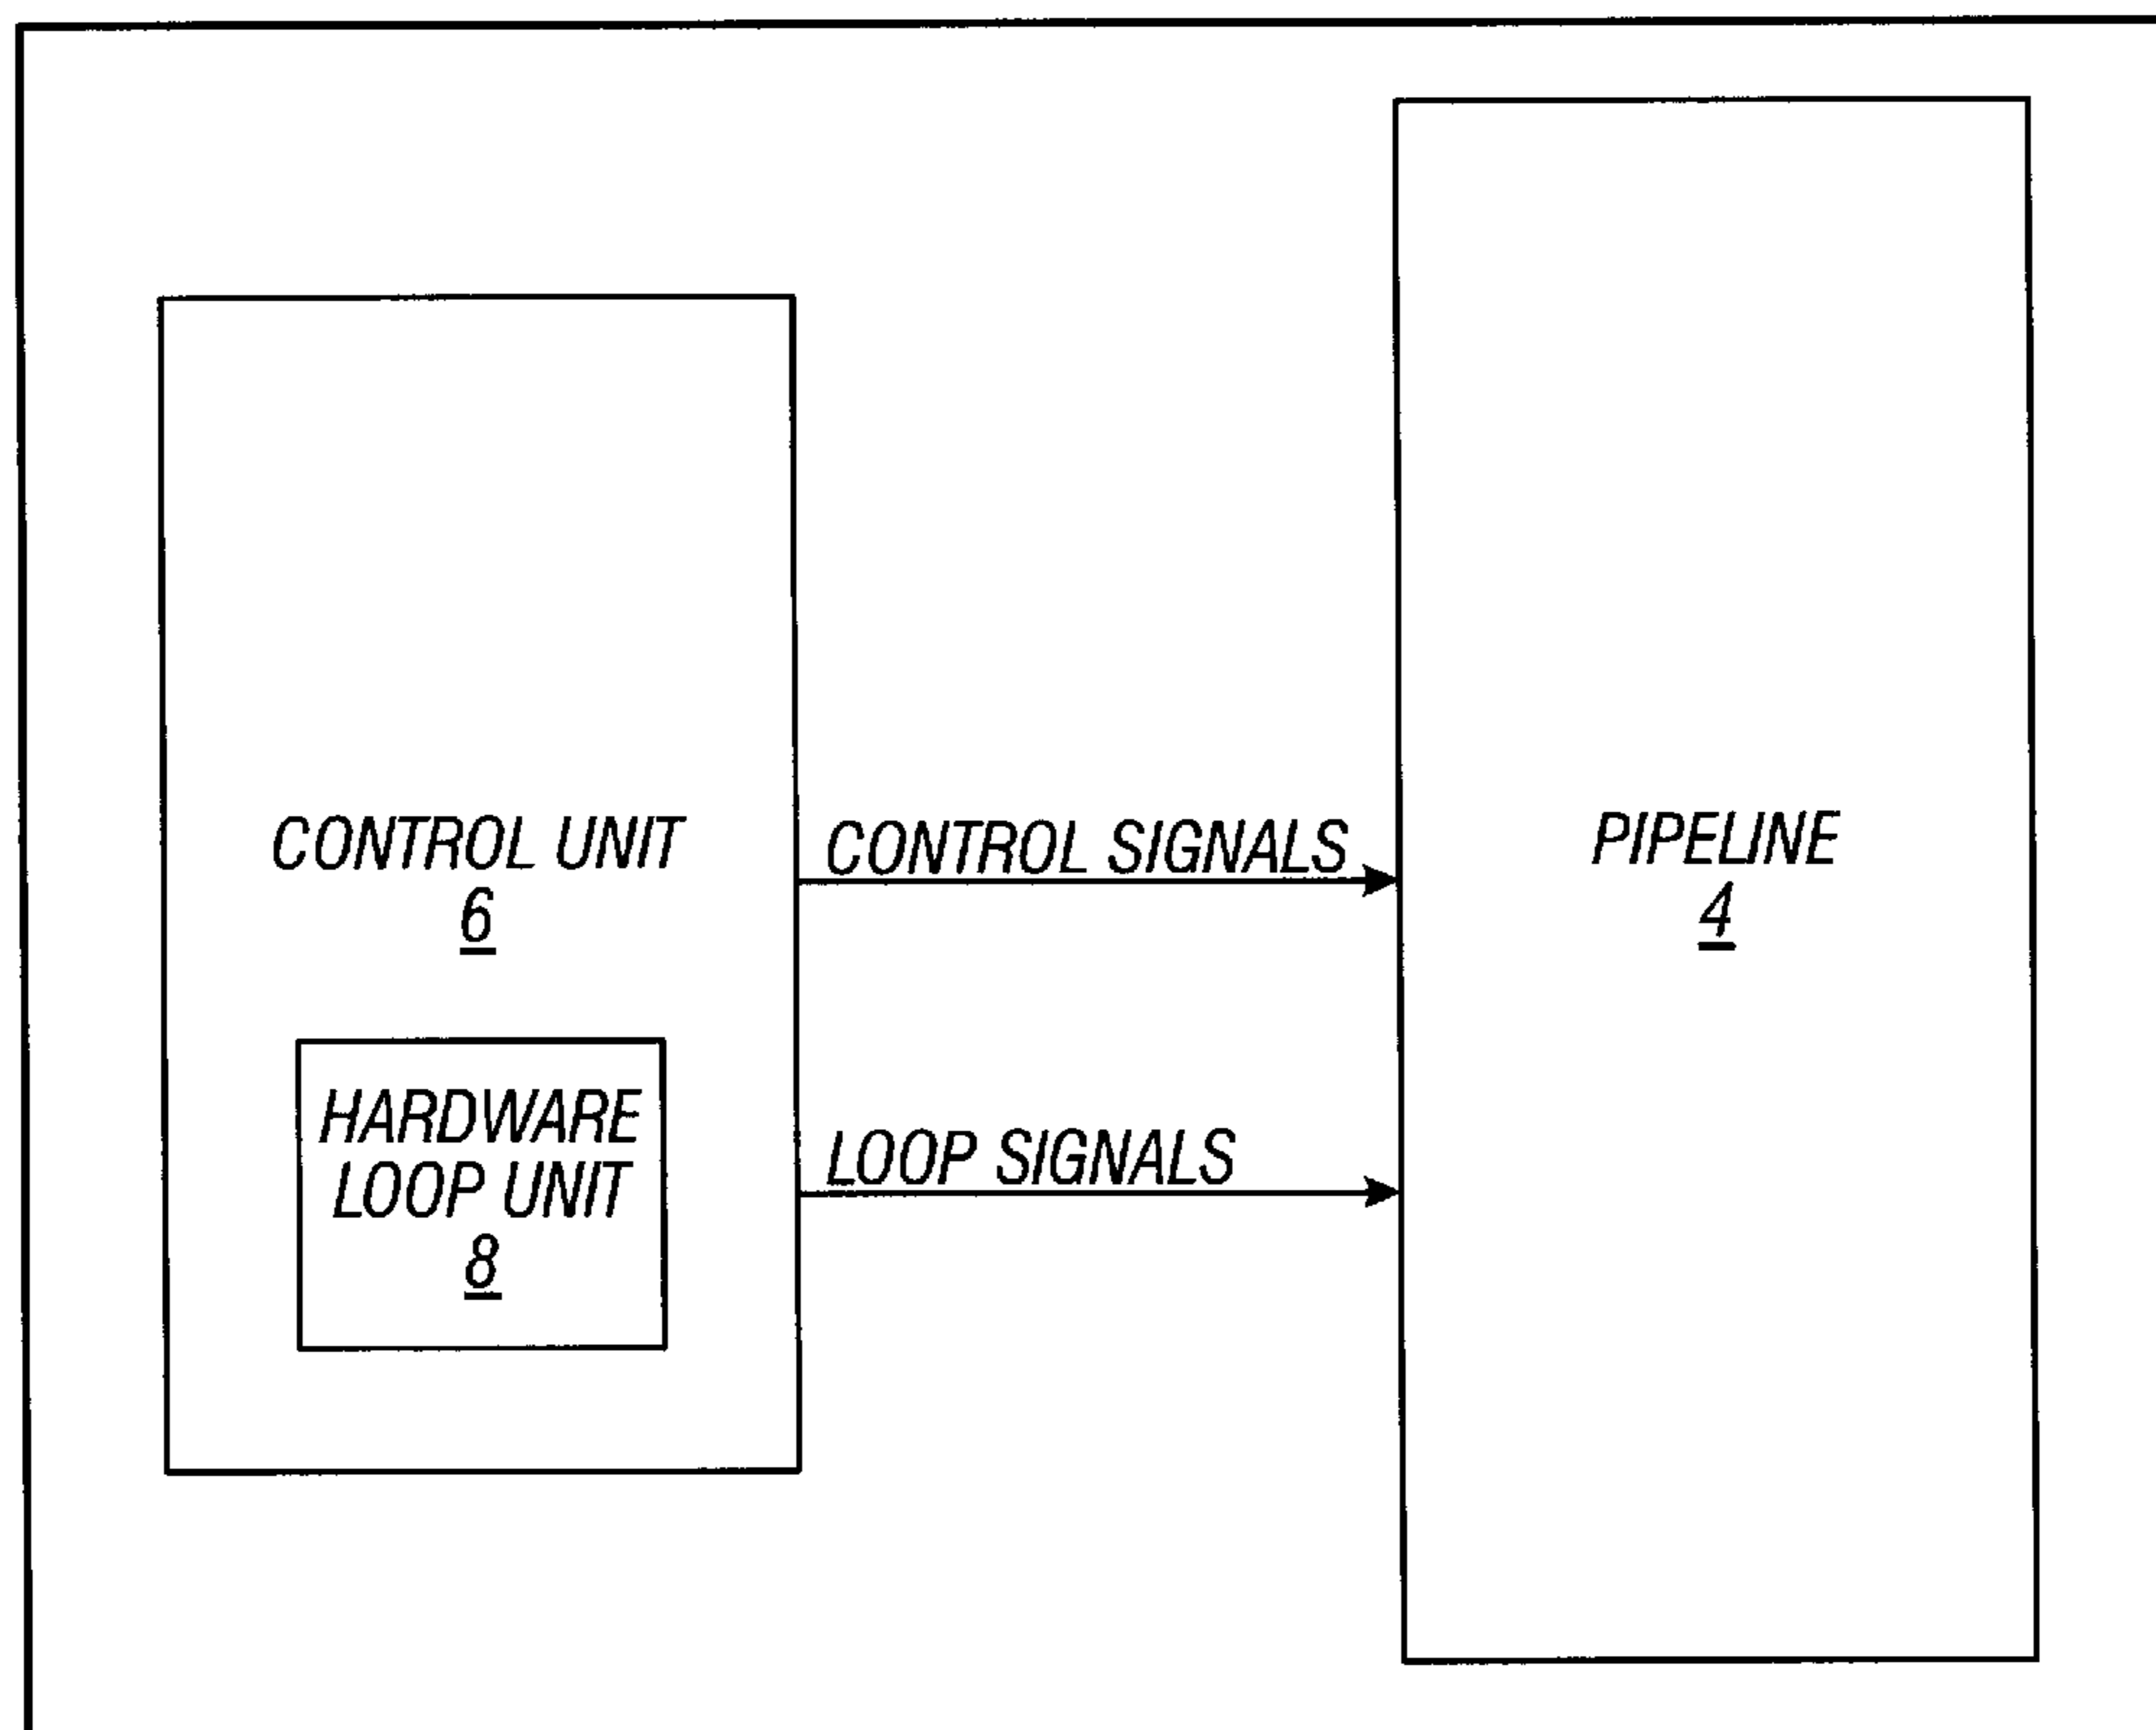 CONTROL UNIT
6
HARDWARE
LOOP UNIT
8
CONTROL SIGNALS
LOOP SIGNALS
PIPELINE
4